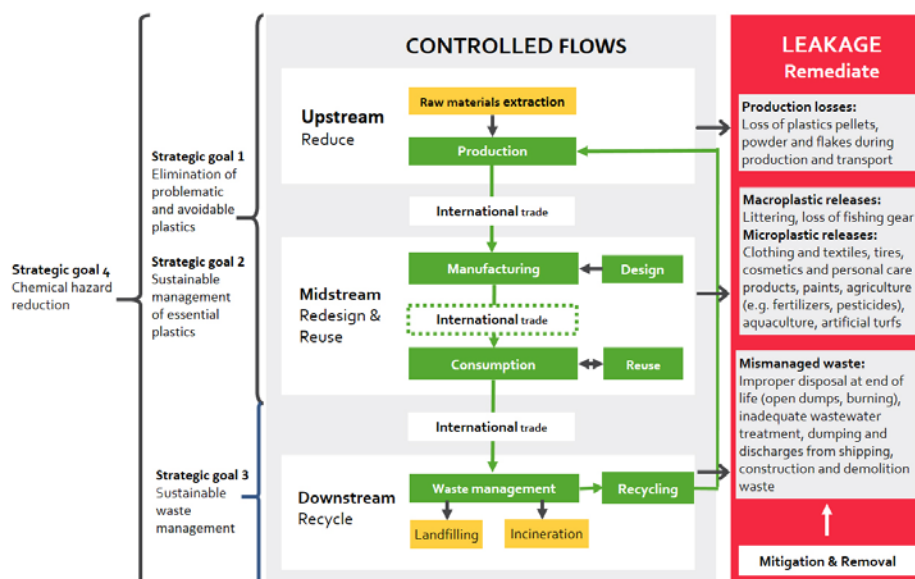 Strategic goal 4
Chemical hazard
reduction
Strategic goal 1
Elimination of
problematic
and avoidable
plastics
Strategic goal 2
Sustainable
management
of essential
plastics
Strategic goal 3
Sustainable
waste
management
CONTROLLED FLOWS
Upstream
Reduce
Raw materials extraction
Production
International trade
Midstream
Redesign &
Reuse
Manufacturing
Design
International trade
Consumption
Reuse
International trade
Downstream
Recycle
Waste management
Recycling
Landfilling
Incineration
LEAKAGE
Remediate
Production losses:
Loss of plastics pellets,
powder and flakes during
production and transport
Macroplastic releases:
Littering, loss of fishing gear
Microplastic releases:
Clothing and textiles, tires,
cosmetics and personal care
products, paints, agriculture
(e.g. fertilizers, pesticides),
aquaculture, artificial turfs
Mismanaged waste:
Improper disposal at end of
life (open dumps, burning),
inadequate wastewater
treatment, dumping and
discharges from shipping,
construction and demolition
waste
Mitigation & Removal